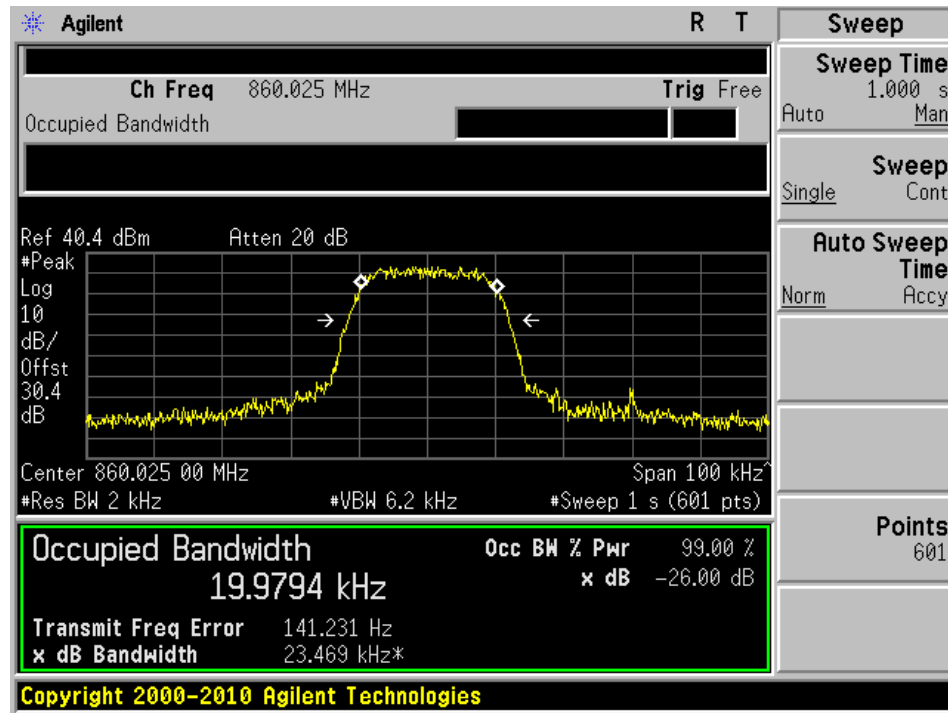 Agilent R T
Ch Freq 860.025 MHz Trig Free
Occupied Bandwidth
Ref 40.4 dBm Atten 20 dB
#Peak
Log
10
dB/
Offst
30.4
dB
Center 860.025 00 MHz Span 100 kHz^
#Res BW 2 kHz #VBW 6.2 kHz #Sweep 1 s (601 pts)
Occupied Bandwidth Occ BW % Pwr 99.00 %
19.9794 kHz x dB -26.00 dB
Transmit Freq Error 141.231 Hz
x dB Bandwidth 23.469 kHz*
Copyright 2000-2010 Agilent Technologies
Sweep
Sweep Time
1.000 s
Auto Man
Sweep
Single Cont
Auto Sweep
Time
Norm Accy
Points
601